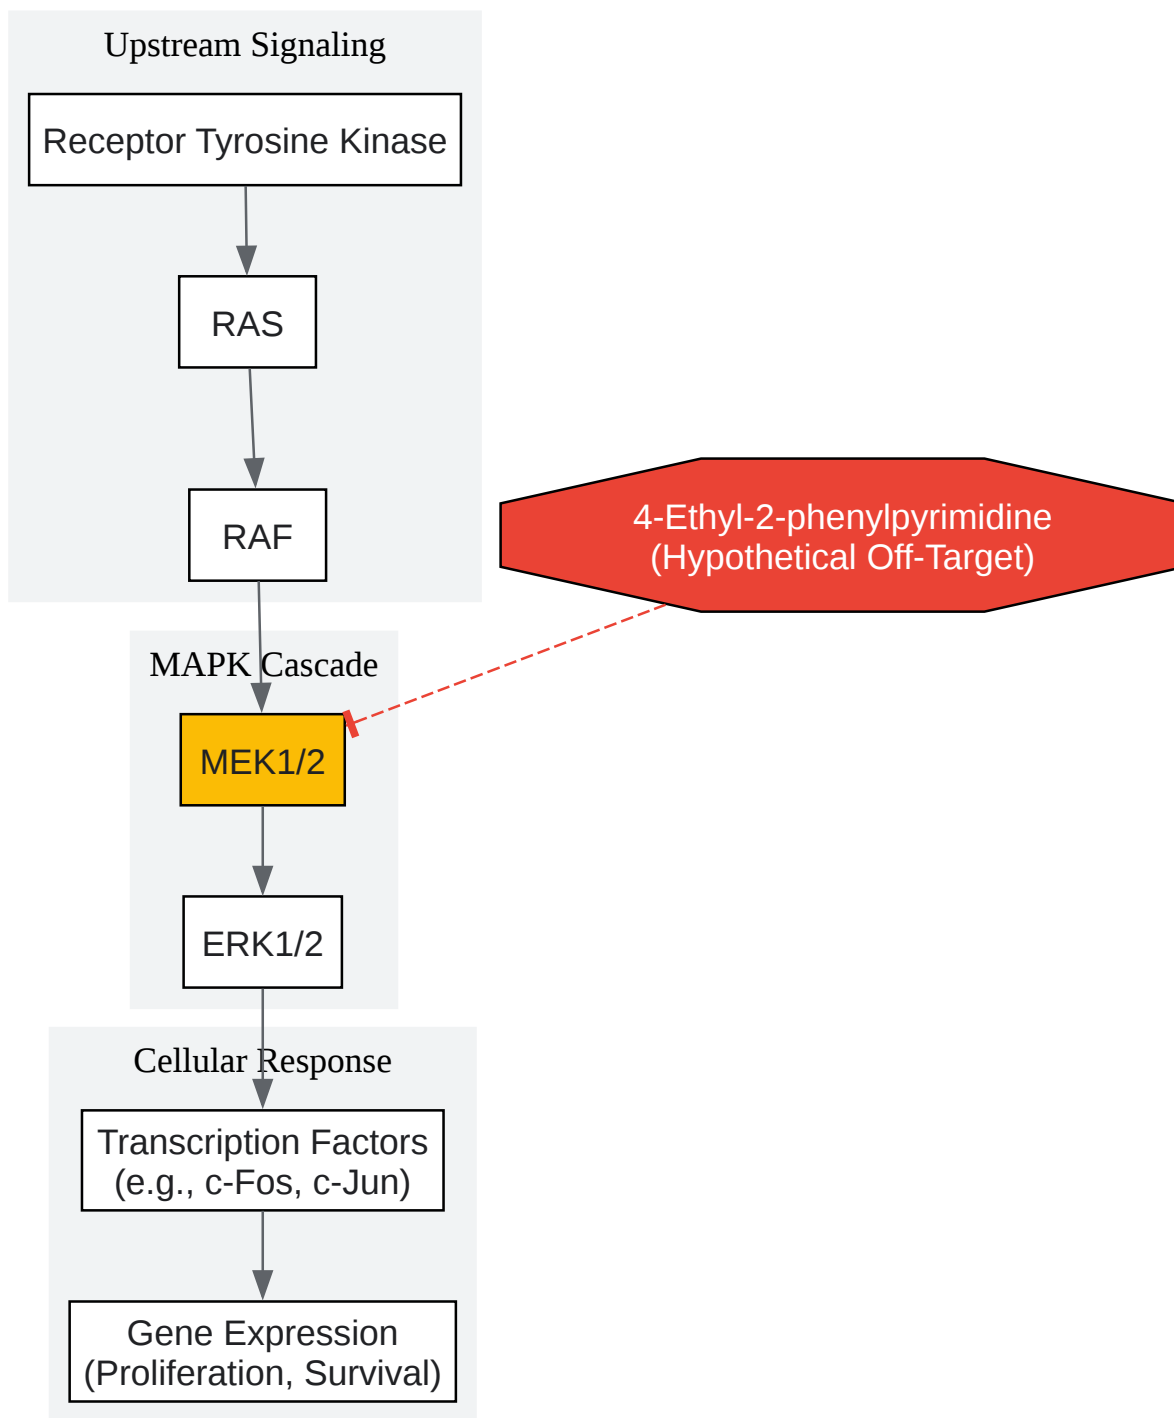 Upstream Signaling
Receptor Tyrosine Kinase
RAS
RAF
4-Ethyl-2-phenylpyrimidine
(Hypothetical Off-Target)
MAPK Cascade
MEK1/2
ERK1/2
Cellular Response
Transcription Factors
(e.g., c-Fos, c-Jun)
Gene Expression
(Proliferation, Survival)